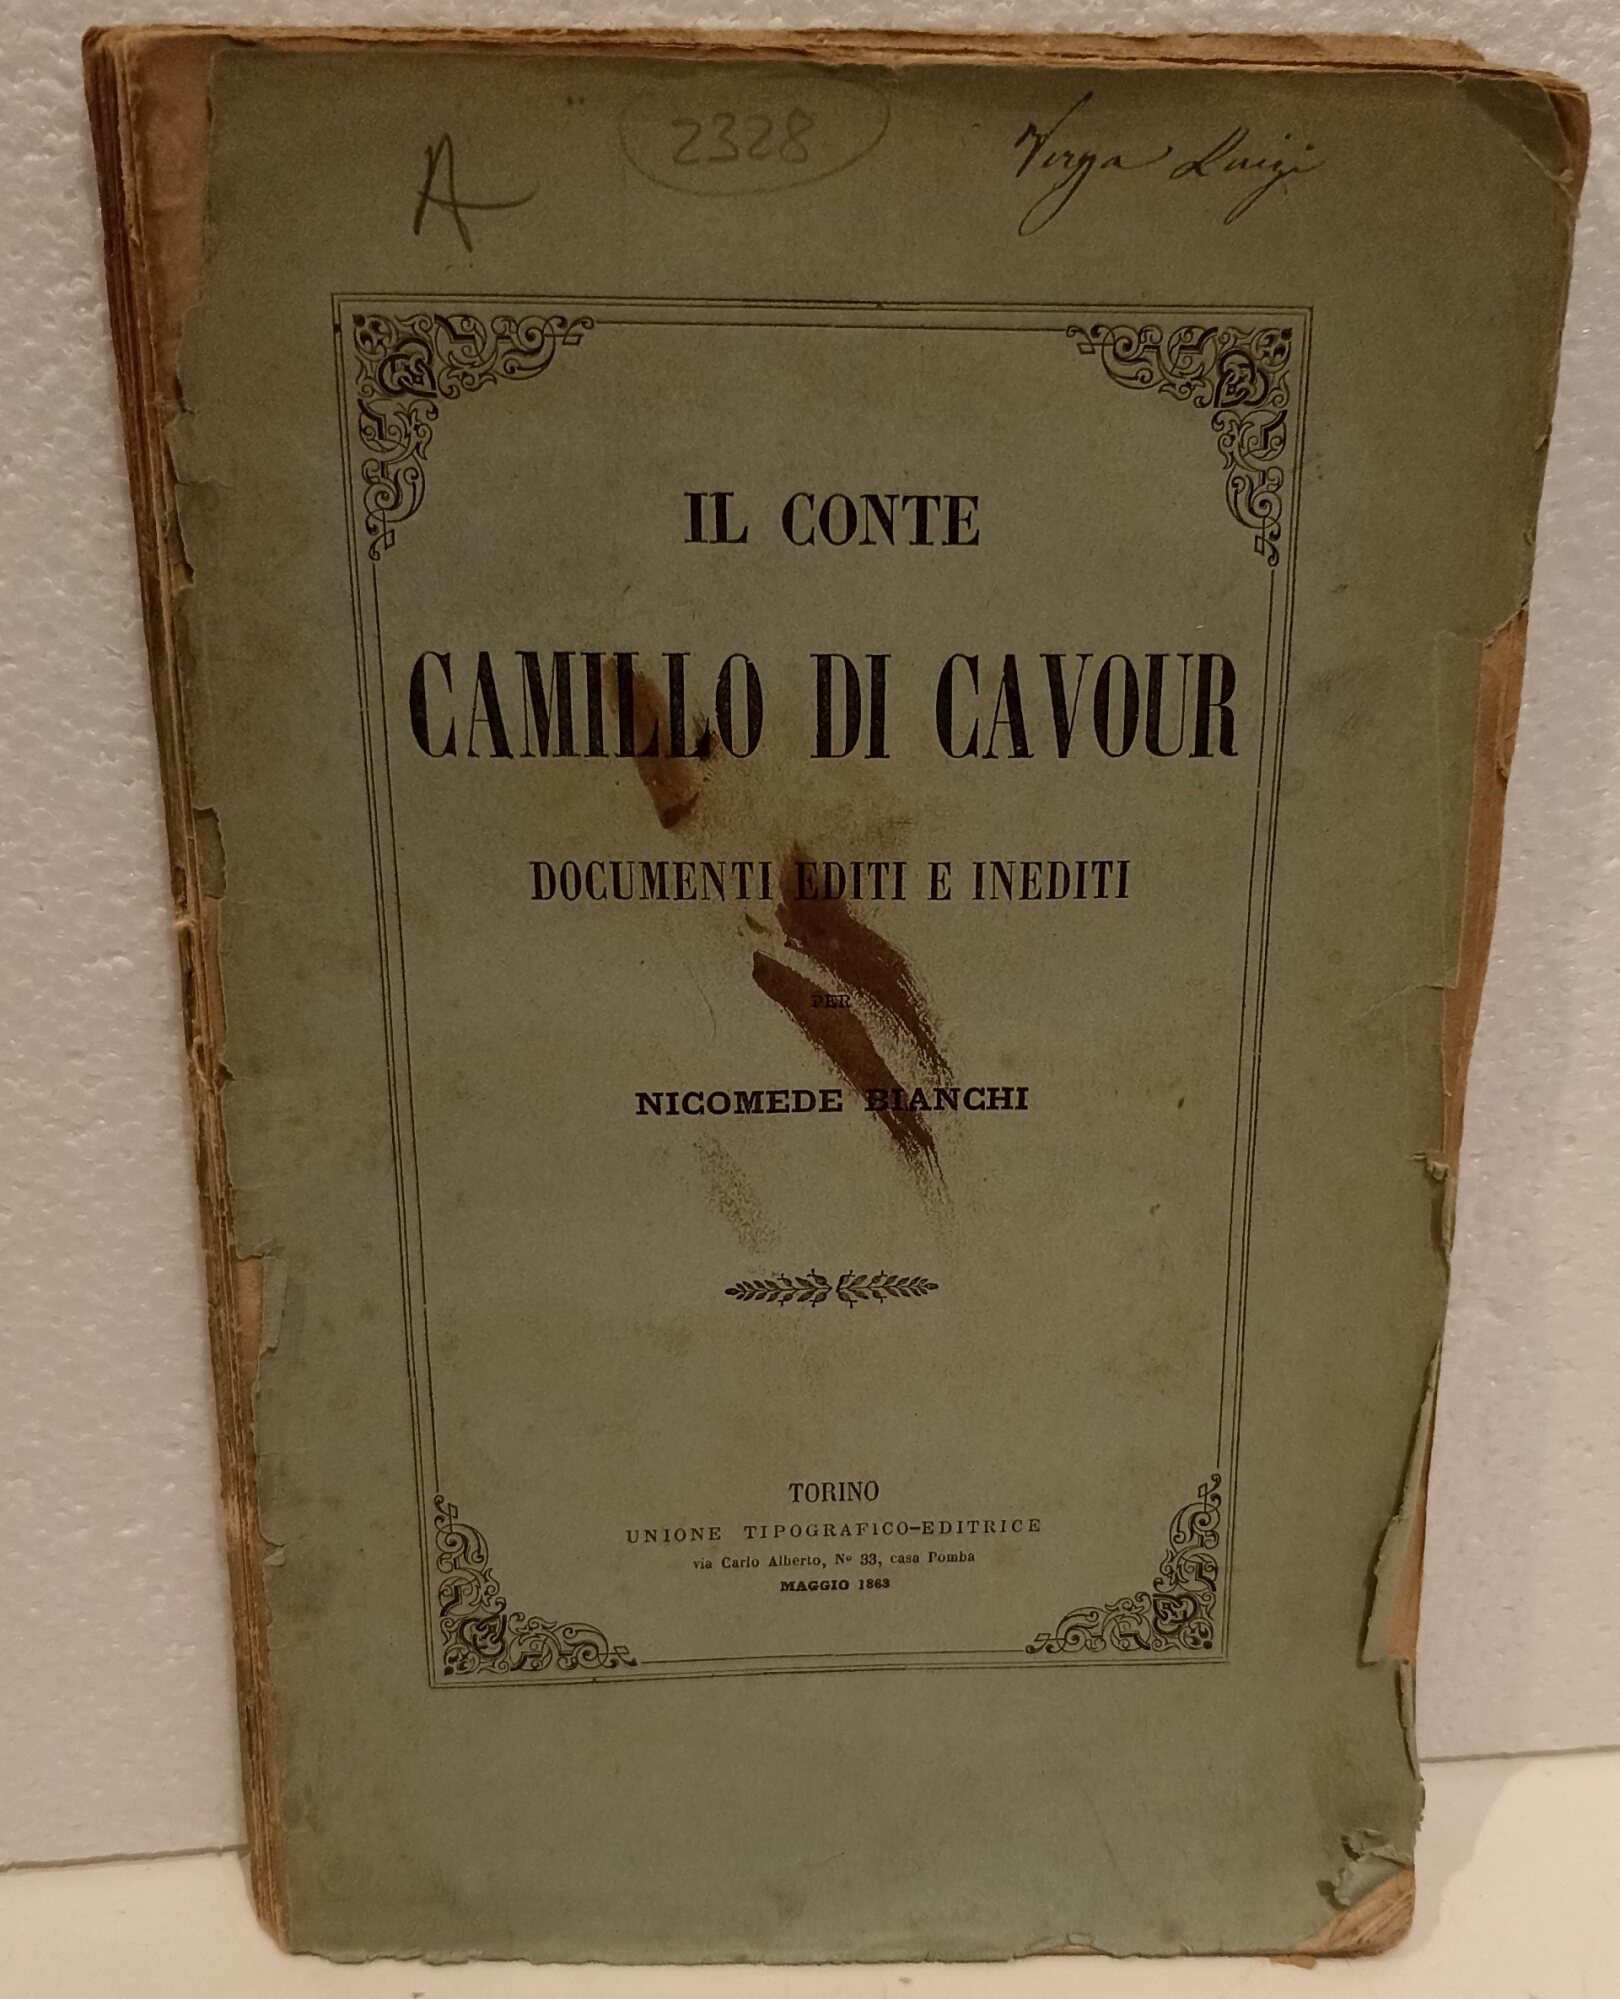 A
2328
Verga Luigi
IL CONTE
CAMILLO DI CAVOUR
DOCUMENTI EDITI E INEDITI
PER
NICOMEDE BIANCHI
TORINO
UNIONE TIPOGRAFICO-EDITRICE
via Carlo Alberto, Nº 33, casa Pomba
MAGGIO 1863